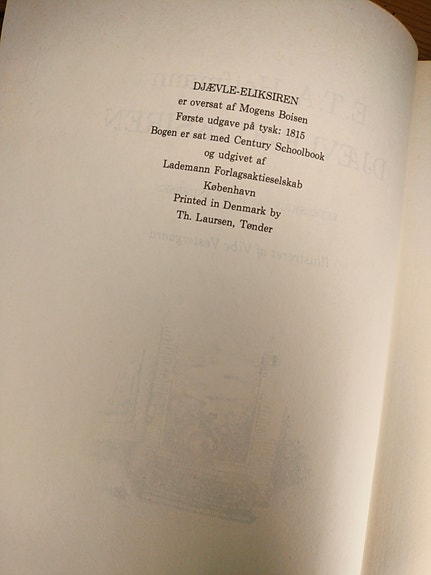 DJÆVLE-ELIKSIREN
er oversat af Mogens Boisen
Første udgave på tysk: 1815
Bogen er sat med Century Schoolbook
og udgivet af
Lademann Forlagsaktieselskab
København
Printed in Denmark by
Th. Laursen, Tønder